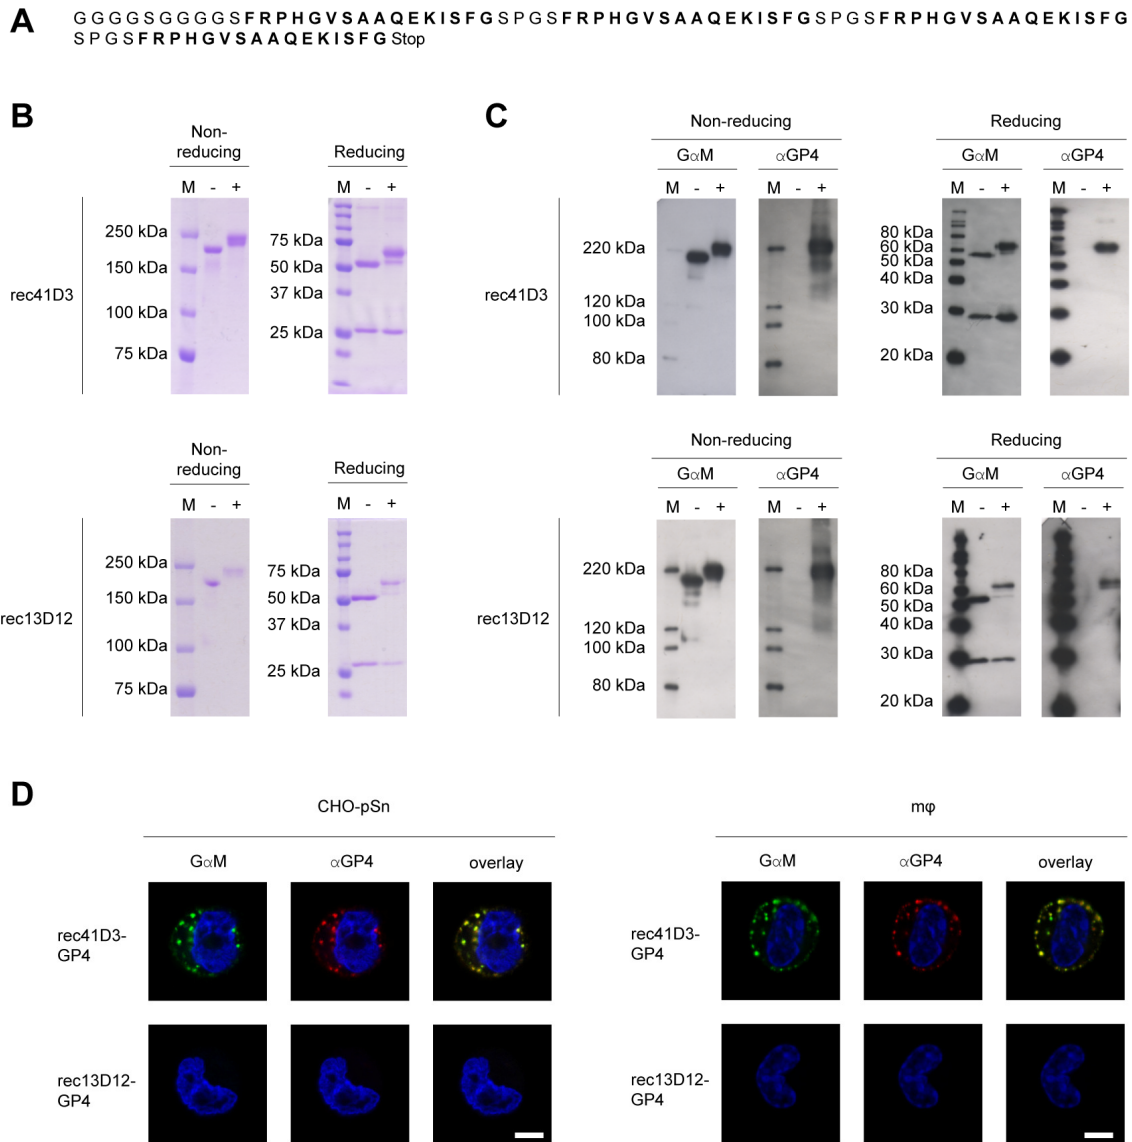 A
GGGGSGGGGSFRPHGVSAAQEKISFGSPGSFRPHGVSAAQEKISFGSPGSFRPHGVSAAQEKISFG
SPGSFRPHGVSAAQEKISFG Stop
B
Non-
reducing
Reducing
M - +
M - +
rec41D3
250 kDa
150 kDa
100 kDa
75 kDa
75 kDa
50 kDa
37 kDa
25 kDa
Non-
reducing
Reducing
M - +
M - +
rec13D12
250 kDa
150 kDa
100 kDa
75 kDa
75 kDa
50 kDa
37 kDa
25 kDa
C
Non-reducing
Reducing
GαM
αGP4
GαM
αGP4
M - +
M - +
M - +
M - +
rec41D3
220 kDa
120 kDa
100 kDa
80 kDa
80 kDa
60 kDa
50 kDa
40 kDa
30 kDa
20 kDa
Non-reducing
Reducing
GαM
αGP4
GαM
αGP4
M - +
M - +
M - +
M - +
rec13D12
220 kDa
120 kDa
100 kDa
80 kDa
80 kDa
60 kDa
50 kDa
40 kDa
30 kDa
20 kDa
D
CHO-pSn
GαM
αGP4
overlay
rec41D3-
GP4
rec13D12-
GP4
mφ
GαM
αGP4
overlay
rec41D3-
GP4
rec13D12-
GP4